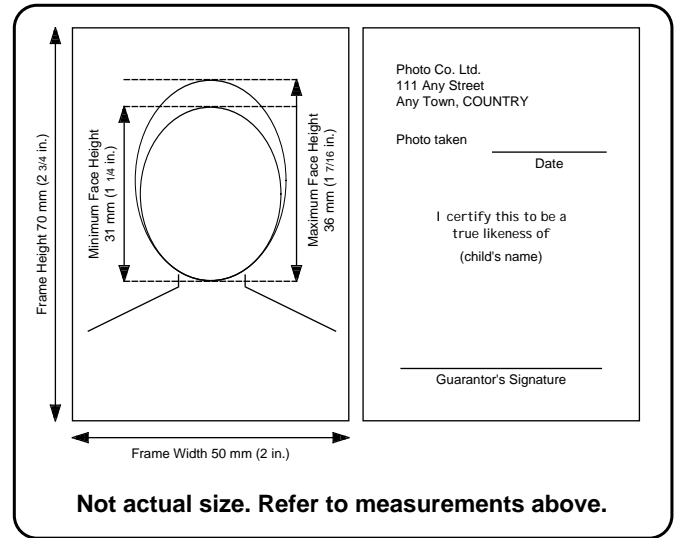 Frame Height 70 mm (2 3/4 in.)
Minimum Face Height
31 mm (1 1/4 in.)
Maximum Face Height
36 mm (1 7/16 in.)
Frame Width 50 mm (2 in.)
Photo Co. Ltd.
111 Any Street
Any Town, COUNTRY
Photo taken
Date
I certify this to be a
true likeness of
(child's name)
Guarantor's Signature
Not actual size. Refer to measurements above.